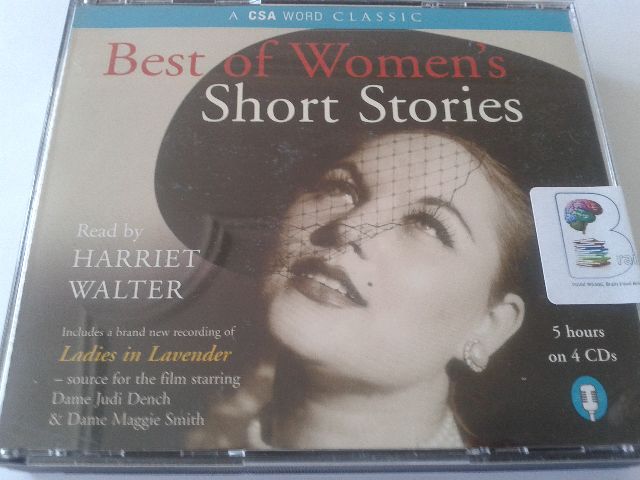 A CSA WORD CLASSIC
Best of Women's
Short Stories
Read by
HARRIET
WALTER
Includes a brand new recording of
Ladies in Lavender
– source for the film starring
Dame Judi Dench
& Dame Maggie Smith
B
5 hours
on 4 CDs